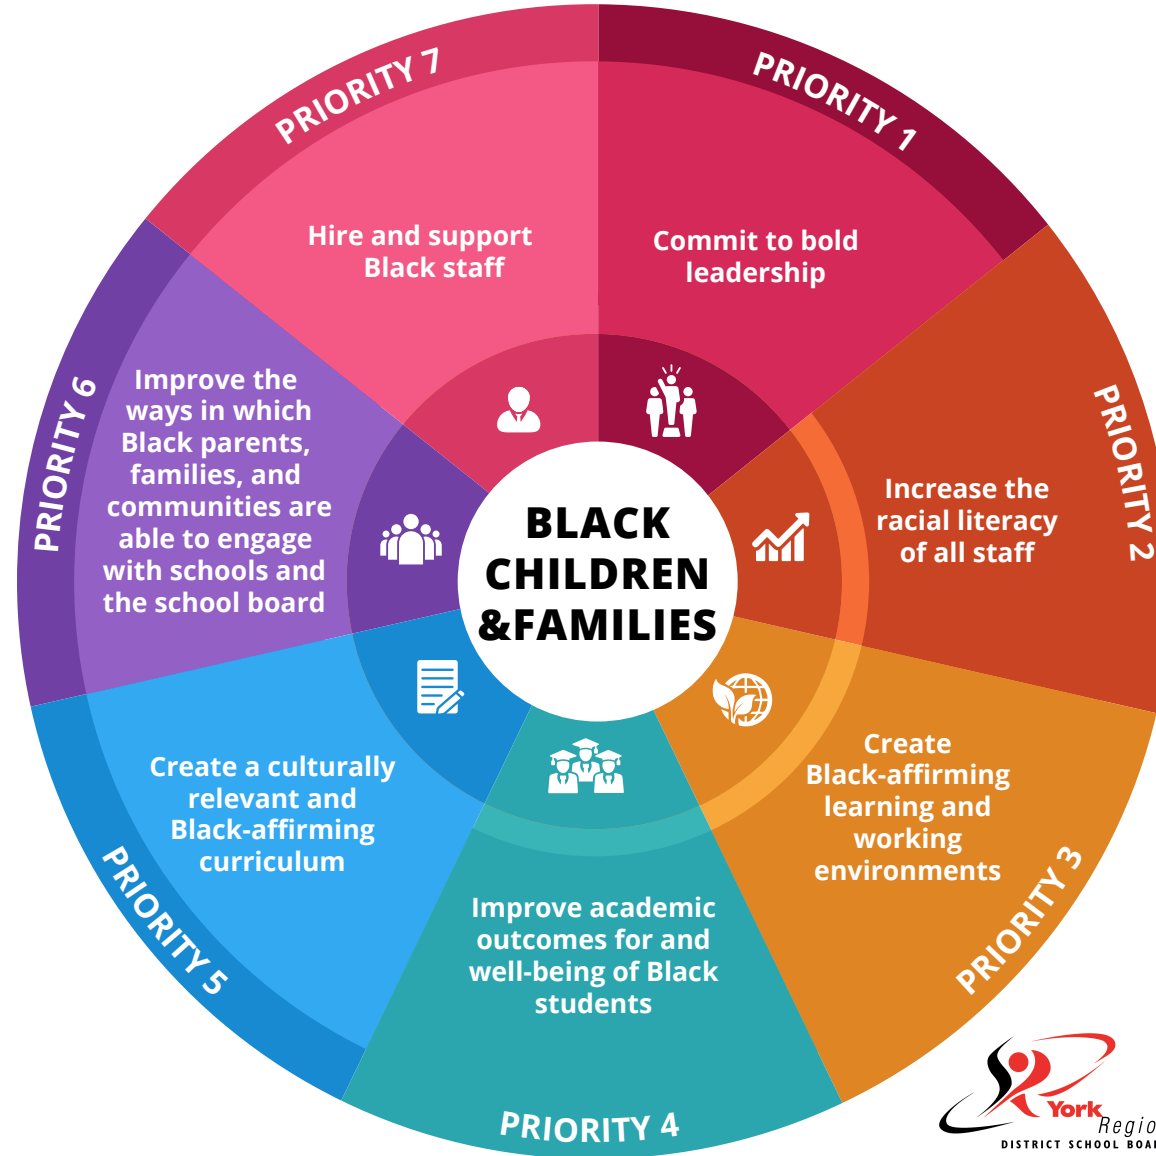 PRIORITY 1
Commit to bold
leadership
PRIORITY 2
Increase the
racial literacy
of all staff
PRIORITY 3
Create
Black-affirming
learning and
working
environments
PRIORITY 4
Improve academic
outcomes for and
well-being of Black
students
PRIORITY 5
Create a culturally
relevant and
Black-affirming
curriculum
PRIORITY 6
Improve the
ways in which
Black parents,
families, and
communities are
able to engage
with schools and
the school board
PRIORITY 7
Hire and support
Black staff
BLACK
CHILDREN
&FAMILIES
York
Regio
DISTRICT SCHOOL BOAR